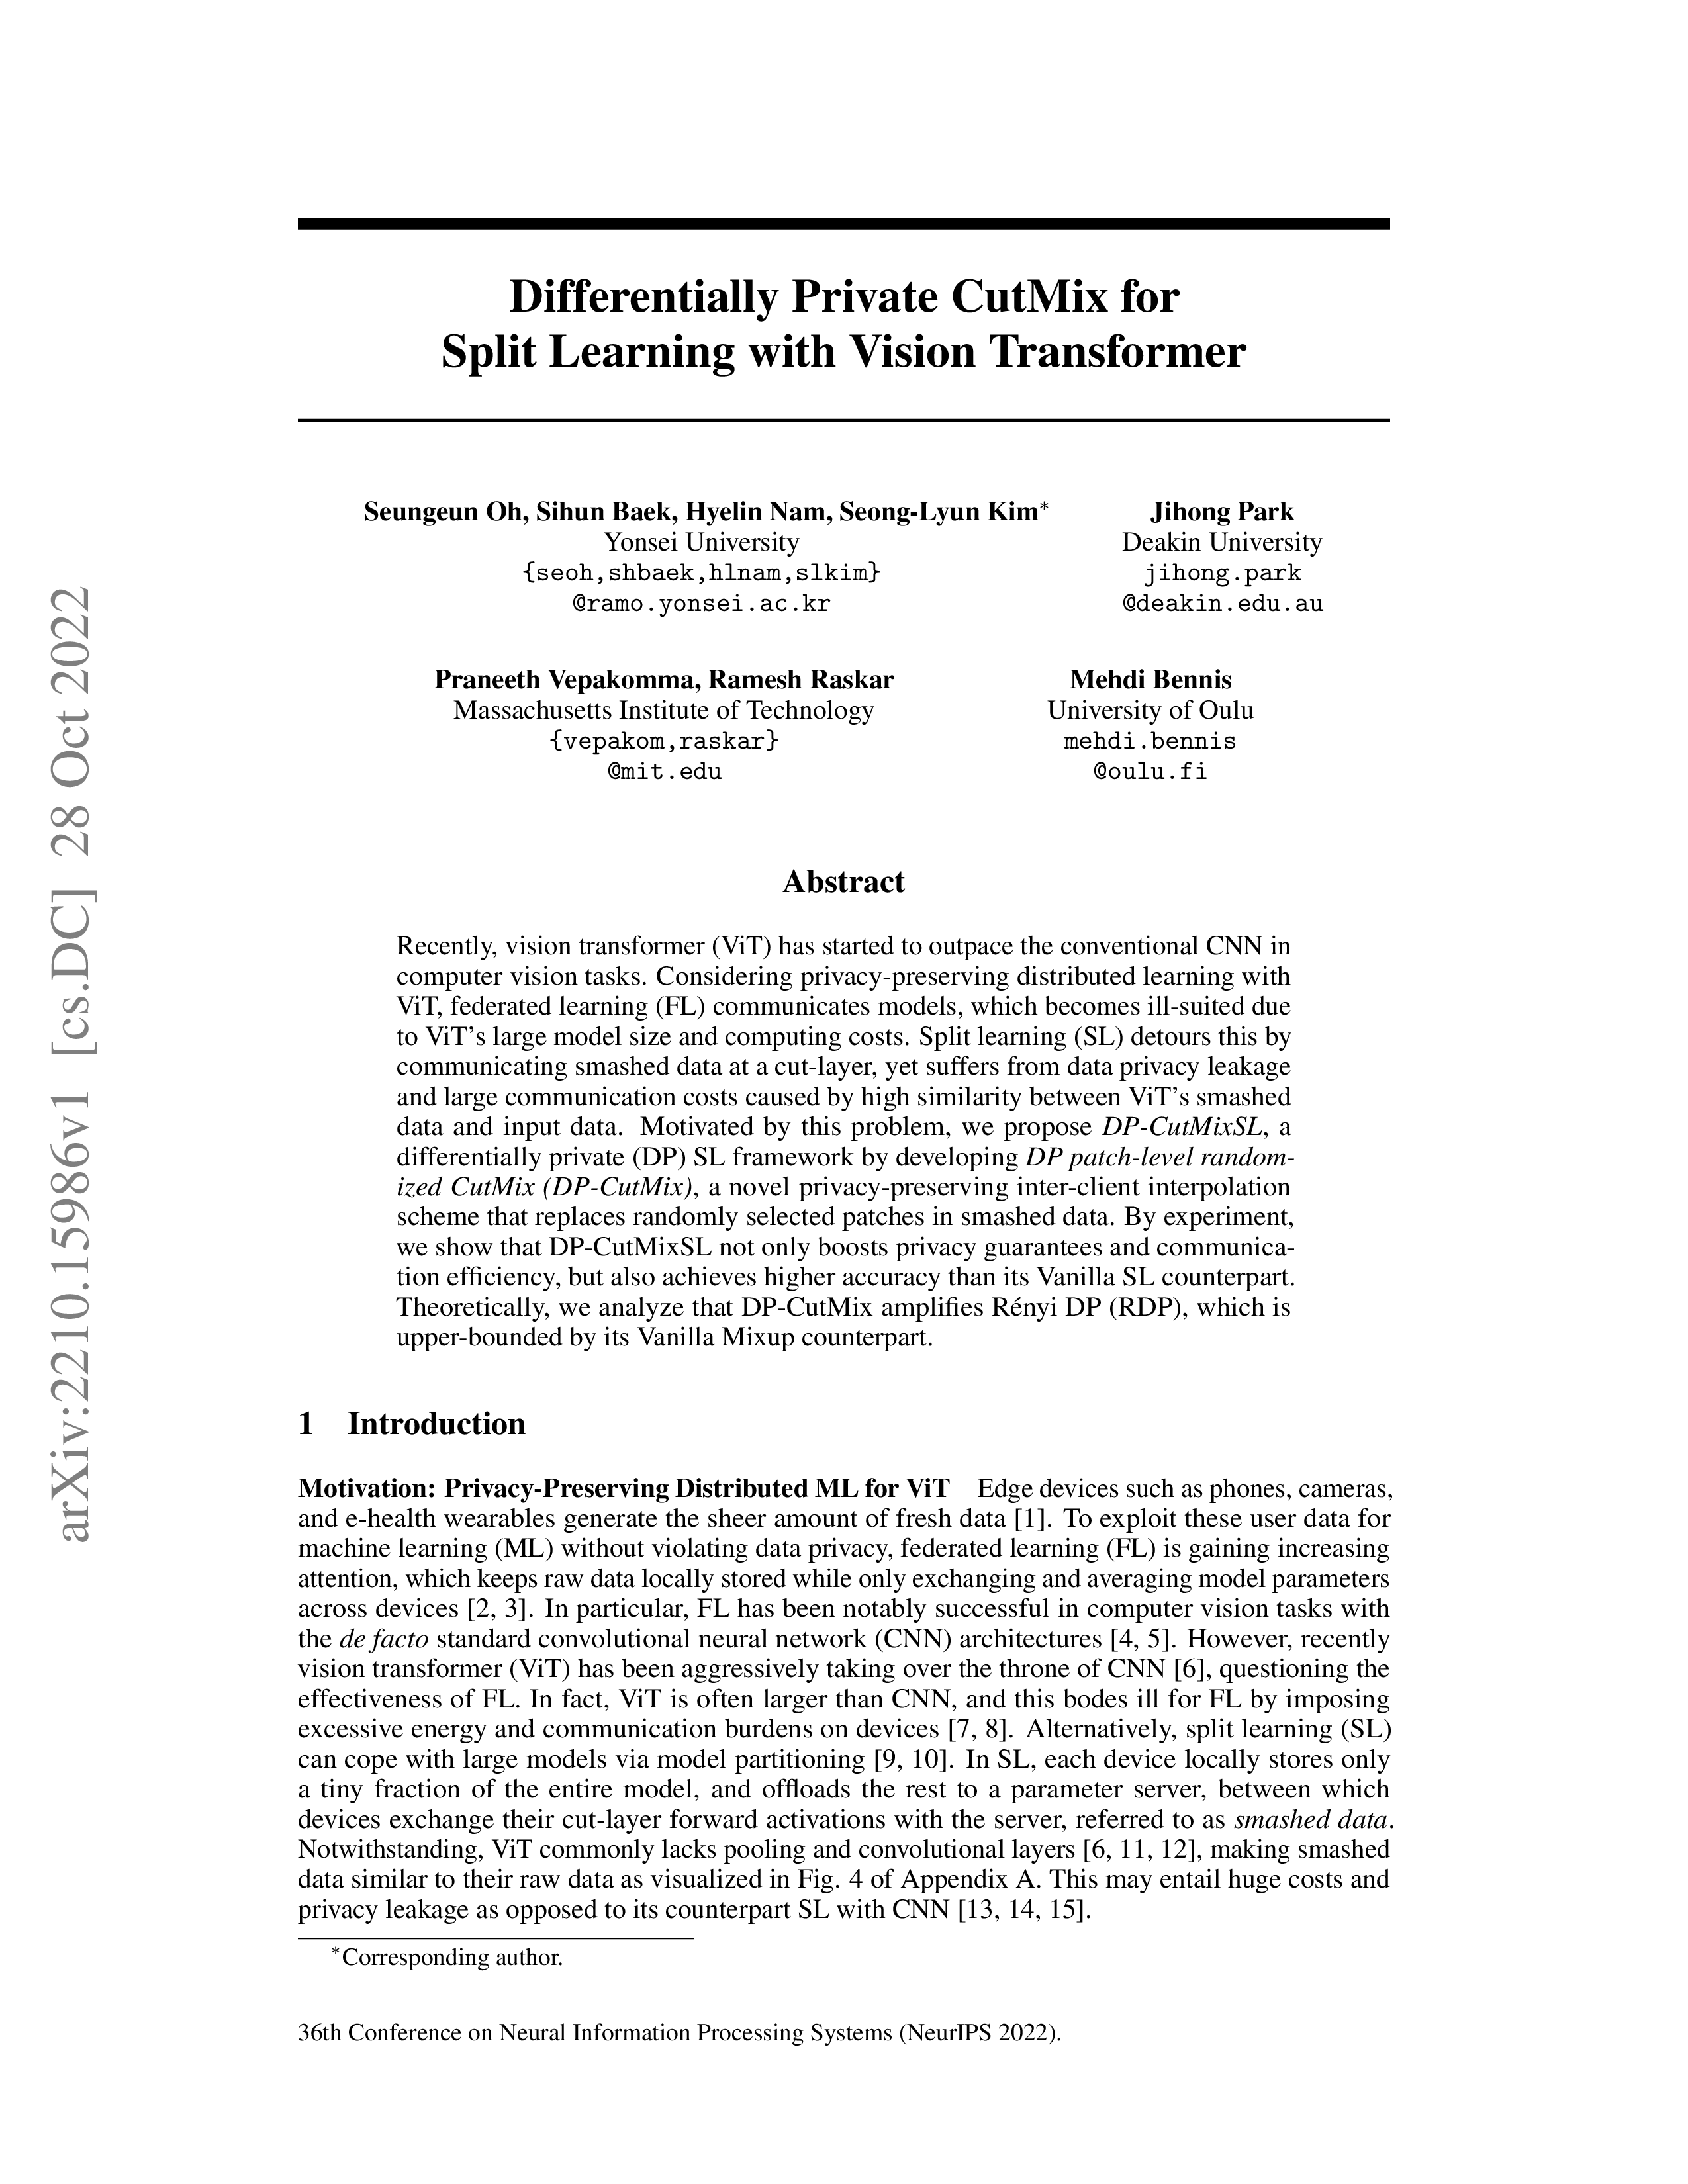 arXiv:2210.15986v1 [cs.DC] 28 Oct 2022
Differentially Private CutMix for
Split Learning with Vision Transformer
Seungeun Oh, Sihun Baek, Hyelin Nam, Seong-Lyun Kim*
Yonsei University
{seoh,shbaek,hlnam,slkim}
@ramo.yonsei.ac.kr
Jihong Park
Deakin University
jihong.park
@deakin.edu.au
Praneeth Vepakomma, Ramesh Raskar
Massachusetts Institute of Technology
{vepakom,raskar}
@mit.edu
Mehdi Bennis
University of Oulu
mehdi.bennis
@oulu.fi
Abstract
Recently, vision transformer (ViT) has started to outpace the conventional CNN in
computer vision tasks. Considering privacy-preserving distributed learning with
ViT, federated learning (FL) communicates models, which becomes ill-suited due
to ViT's large model size and computing costs. Split learning (SL) detours this by
communicating smashed data at a cut-layer, yet suffers from data privacy leakage
and large communication costs caused by high similarity between ViT's smashed
data and input data. Motivated by this problem, we propose DP-CutMixSL, a
differentially private (DP) SL framework by developing DP patch-level random-
ized CutMix (DP-CutMix), a novel privacy-preserving inter-client interpolation
scheme that replaces randomly selected patches in smashed data. By experiment,
we show that DP-CutMixSL not only boosts privacy guarantees and communica-
tion efficiency, but also achieves higher accuracy than its Vanilla SL counterpart.
Theoretically, we analyze that DP-CutMix amplifies Rényi DP (RDP), which is
upper-bounded by its Vanilla Mixup counterpart.
1 Introduction
Motivation: Privacy-Preserving Distributed ML for ViT Edge devices such as phones, cameras,
and e-health wearables generate the sheer amount of fresh data [1]. To exploit these user data for
machine learning (ML) without violating data privacy, federated learning (FL) is gaining increasing
attention, which keeps raw data locally stored while only exchanging and averaging model parameters
across devices [2, 3]. In particular, FL has been notably successful in computer vision tasks with
the de facto standard convolutional neural network (CNN) architectures [4, 5]. However, recently
vision transformer (ViT) has been aggressively taking over the throne of CNN [6], questioning the
effectiveness of FL. In fact, ViT is often larger than CNN, and this bodes ill for FL by imposing
excessive energy and communication burdens on devices [7, 8]. Alternatively, split learning (SL)
can cope with large models via model partitioning [9, 10]. In SL, each device locally stores only
a tiny fraction of the entire model, and offloads the rest to a parameter server, between which
devices exchange their cut-layer forward activations with the server, referred to as smashed data.
Notwithstanding, ViT commonly lacks pooling and convolutional layers [6, 11, 12], making smashed
data similar to their raw data as visualized in Fig. 4 of Appendix A. This may entail huge costs and
privacy leakage as opposed to its counterpart SL with CNN [13, 14, 15].
*Corresponding author.
36th Conference on Neural Information Processing Systems (NeurIPS 2022).